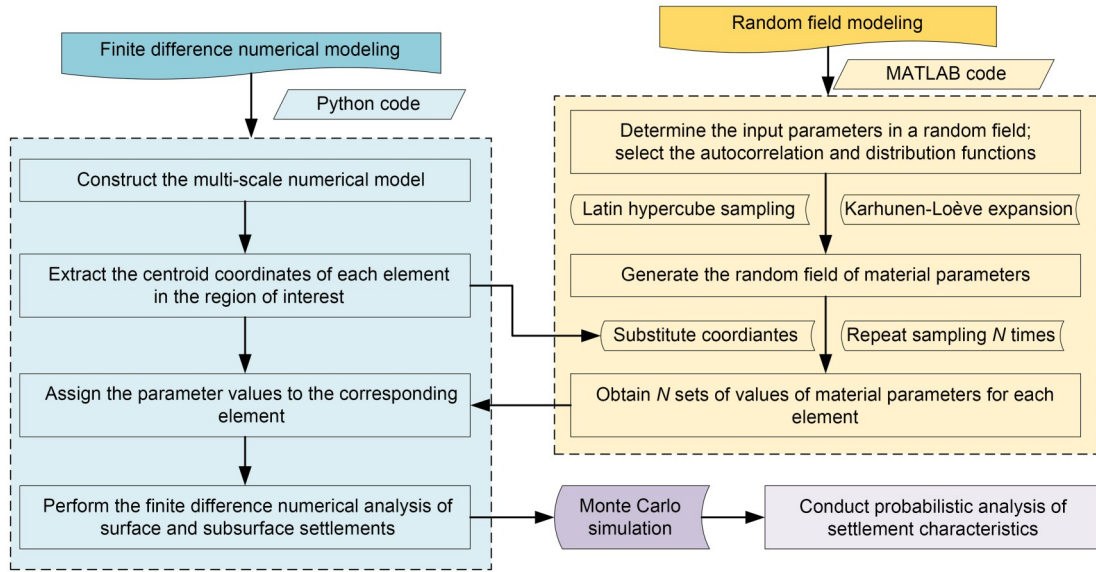 Finite difference numerical modeling
Python code
Construct the multi-scale numerical model
Extract the centroid coordinates of each element
in the region of interest
Assign the parameter values to the corresponding
element
Perform the finite difference numerical analysis of
surface and subsurface settlements
Random field modeling
MATLAB code
Determine the input parameters in a random field;
select the autocorrelation and distribution functions
Latin hypercube sampling
Karhunen-Loève expansion
Generate the random field of material parameters
Substitute coordiantes
Repeat sampling N times
Obtain N sets of values of material parameters for each
element
Monte Carlo
simulation
Conduct probabilistic analysis of
settlement characteristics